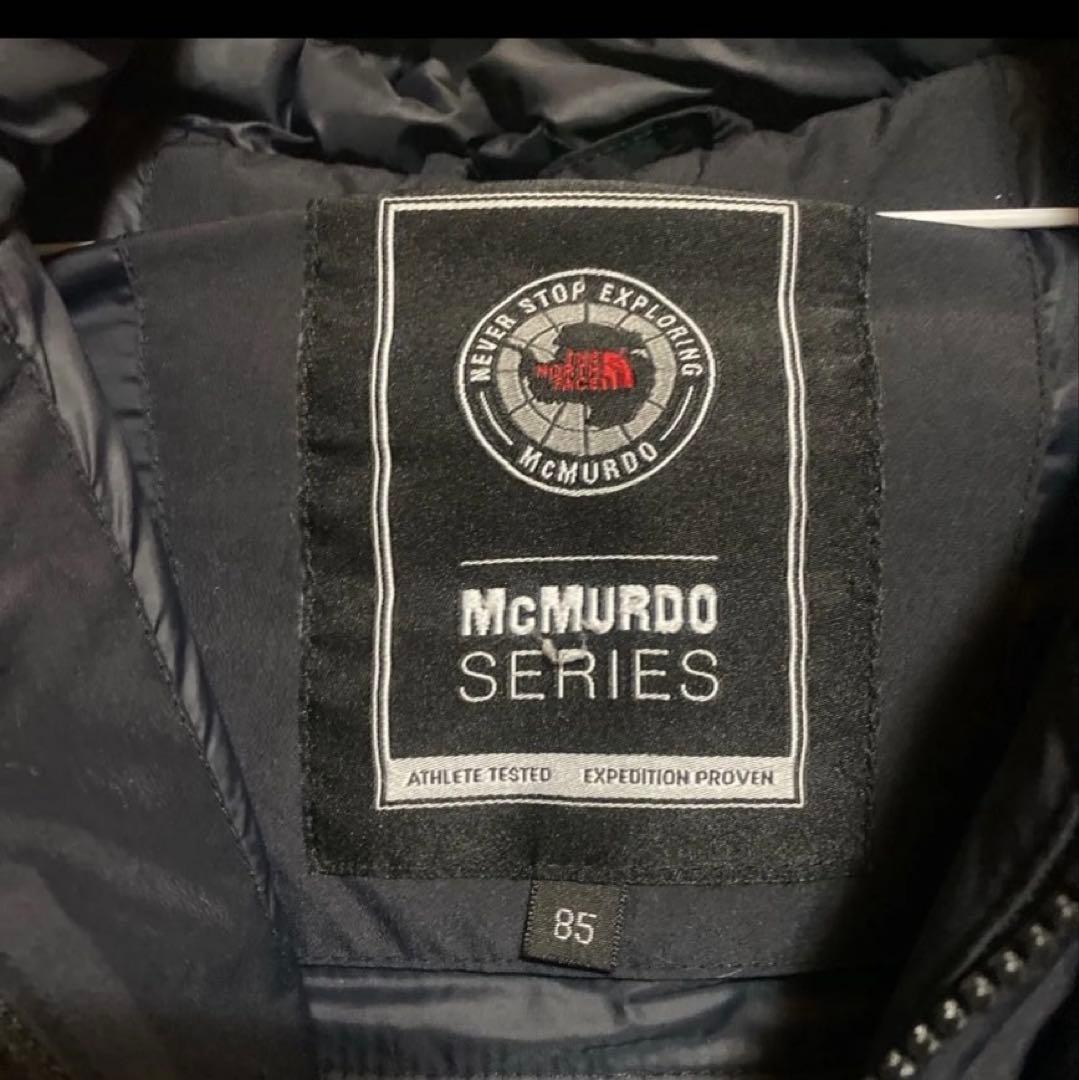 NEVER STOP EXPLORING
THE
NORTH
FACE
McMURDO
McMURDO
SERIES
ATHLETE TESTED EXPEDITION PROVEN
85